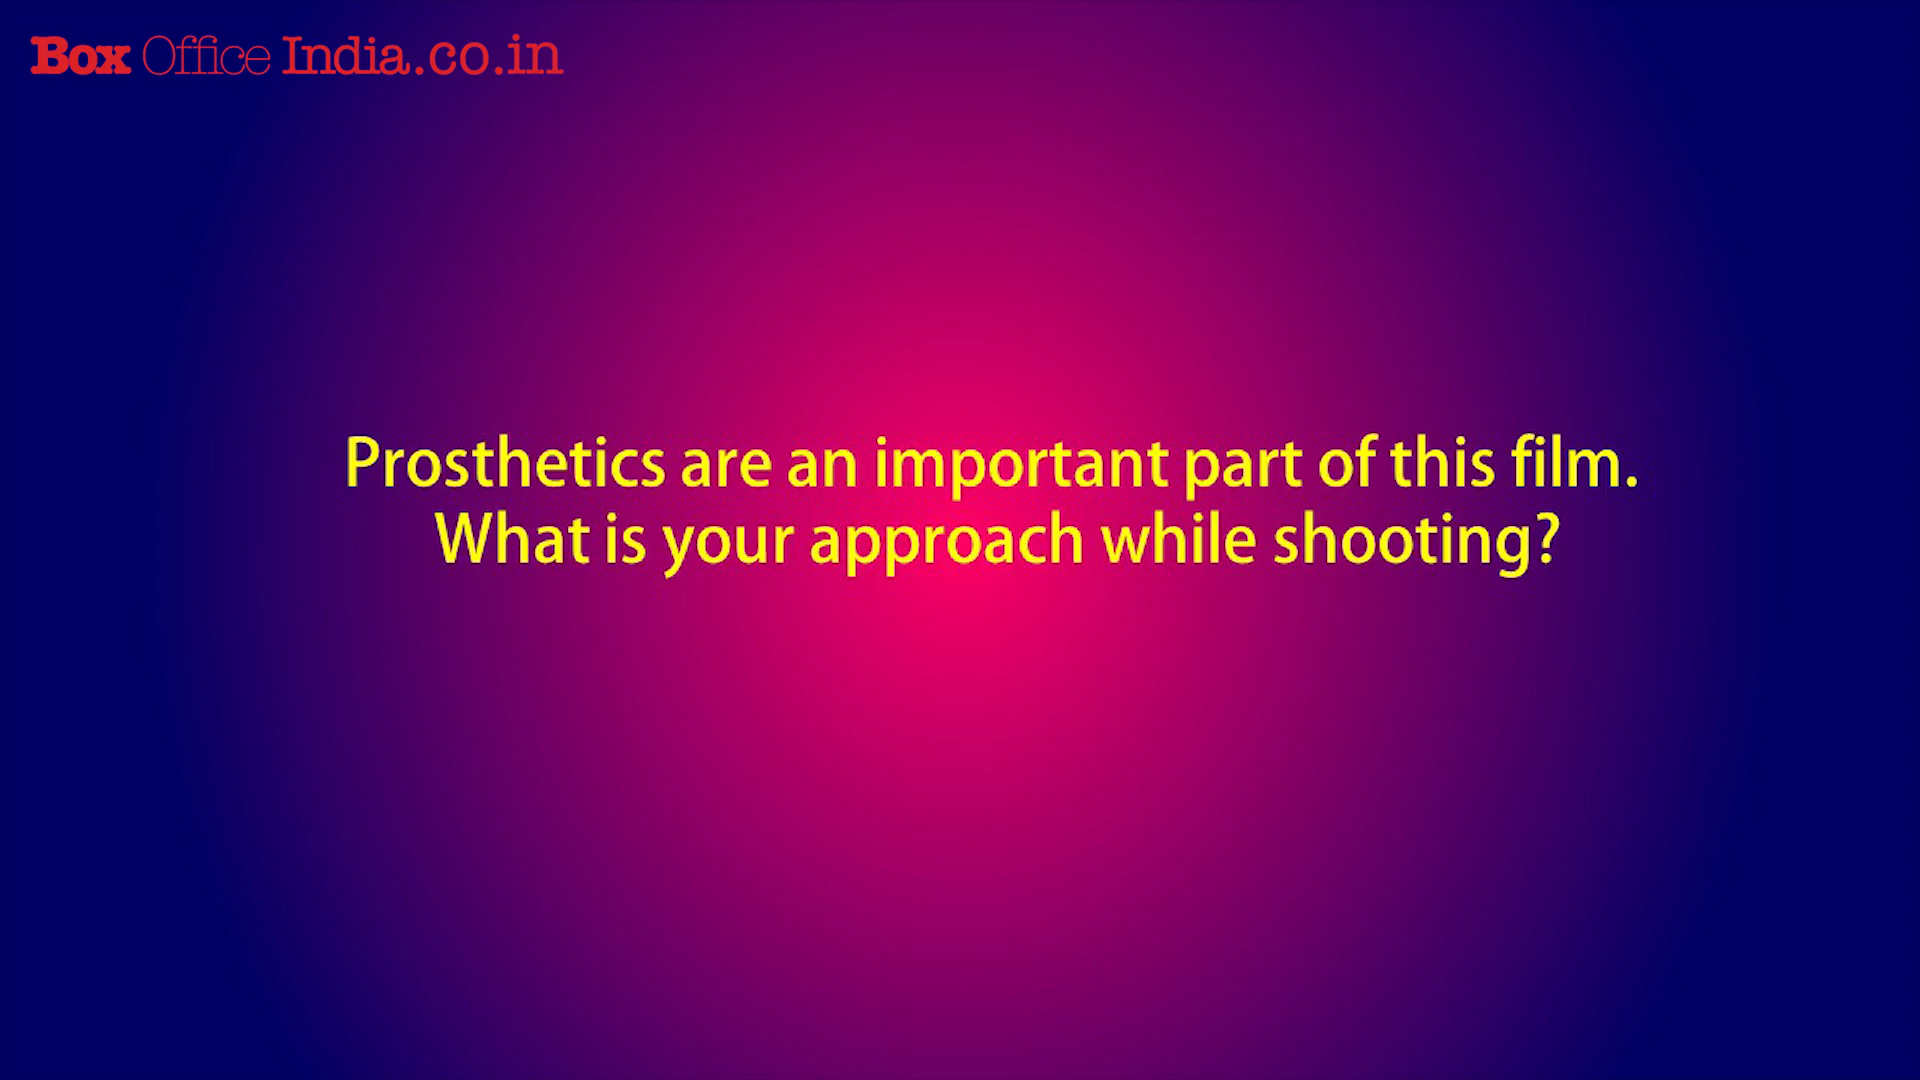 Box Office India.co.in
Prosthetics are an important part of this film.
What is your approach while shooting?